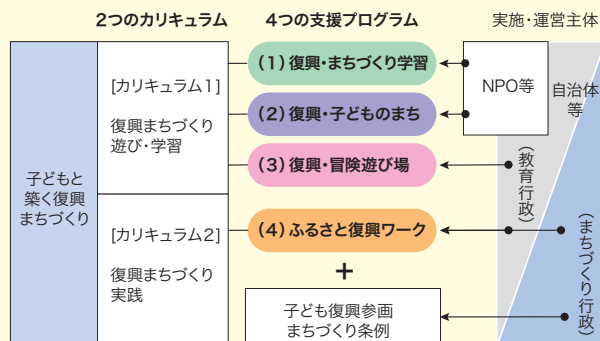 2つのカリキュラム
4つの支援プログラム
実施・運営主体
子どもと
築く復興
まちづくり
[カリキュラム1]
復興まちづくり
遊び・学習
[カリキュラム2]
復興まちづくり
実践
(1)復興・まちづくり学習
(2)復興・子どものまち
(3)復興・冒険遊び場
(4)ふるさと復興ワーク
+
子ども復興参画
まちづくり条例
NPO等
自治体
等
(教育行政)
(まちづくり行政)